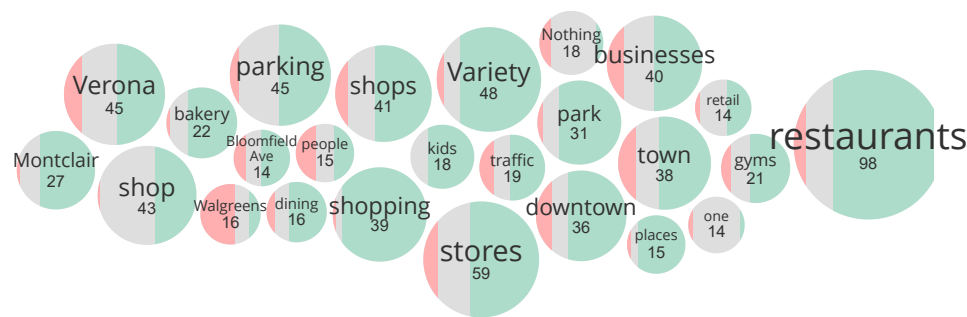 Verona
45
parking
45
shops
41
Variety
48
Nothing
18
businesses
40
restaurants
98
bakery
22
park
31
retail
14
Montclair
27
shop
43
Bloomfield
Ave
14
people
15
kids
18
traffic
19
town
38
gyms
21
Walgreens
16
dining
16
shopping
39
downtown
36
one
14
stores
59
places
15